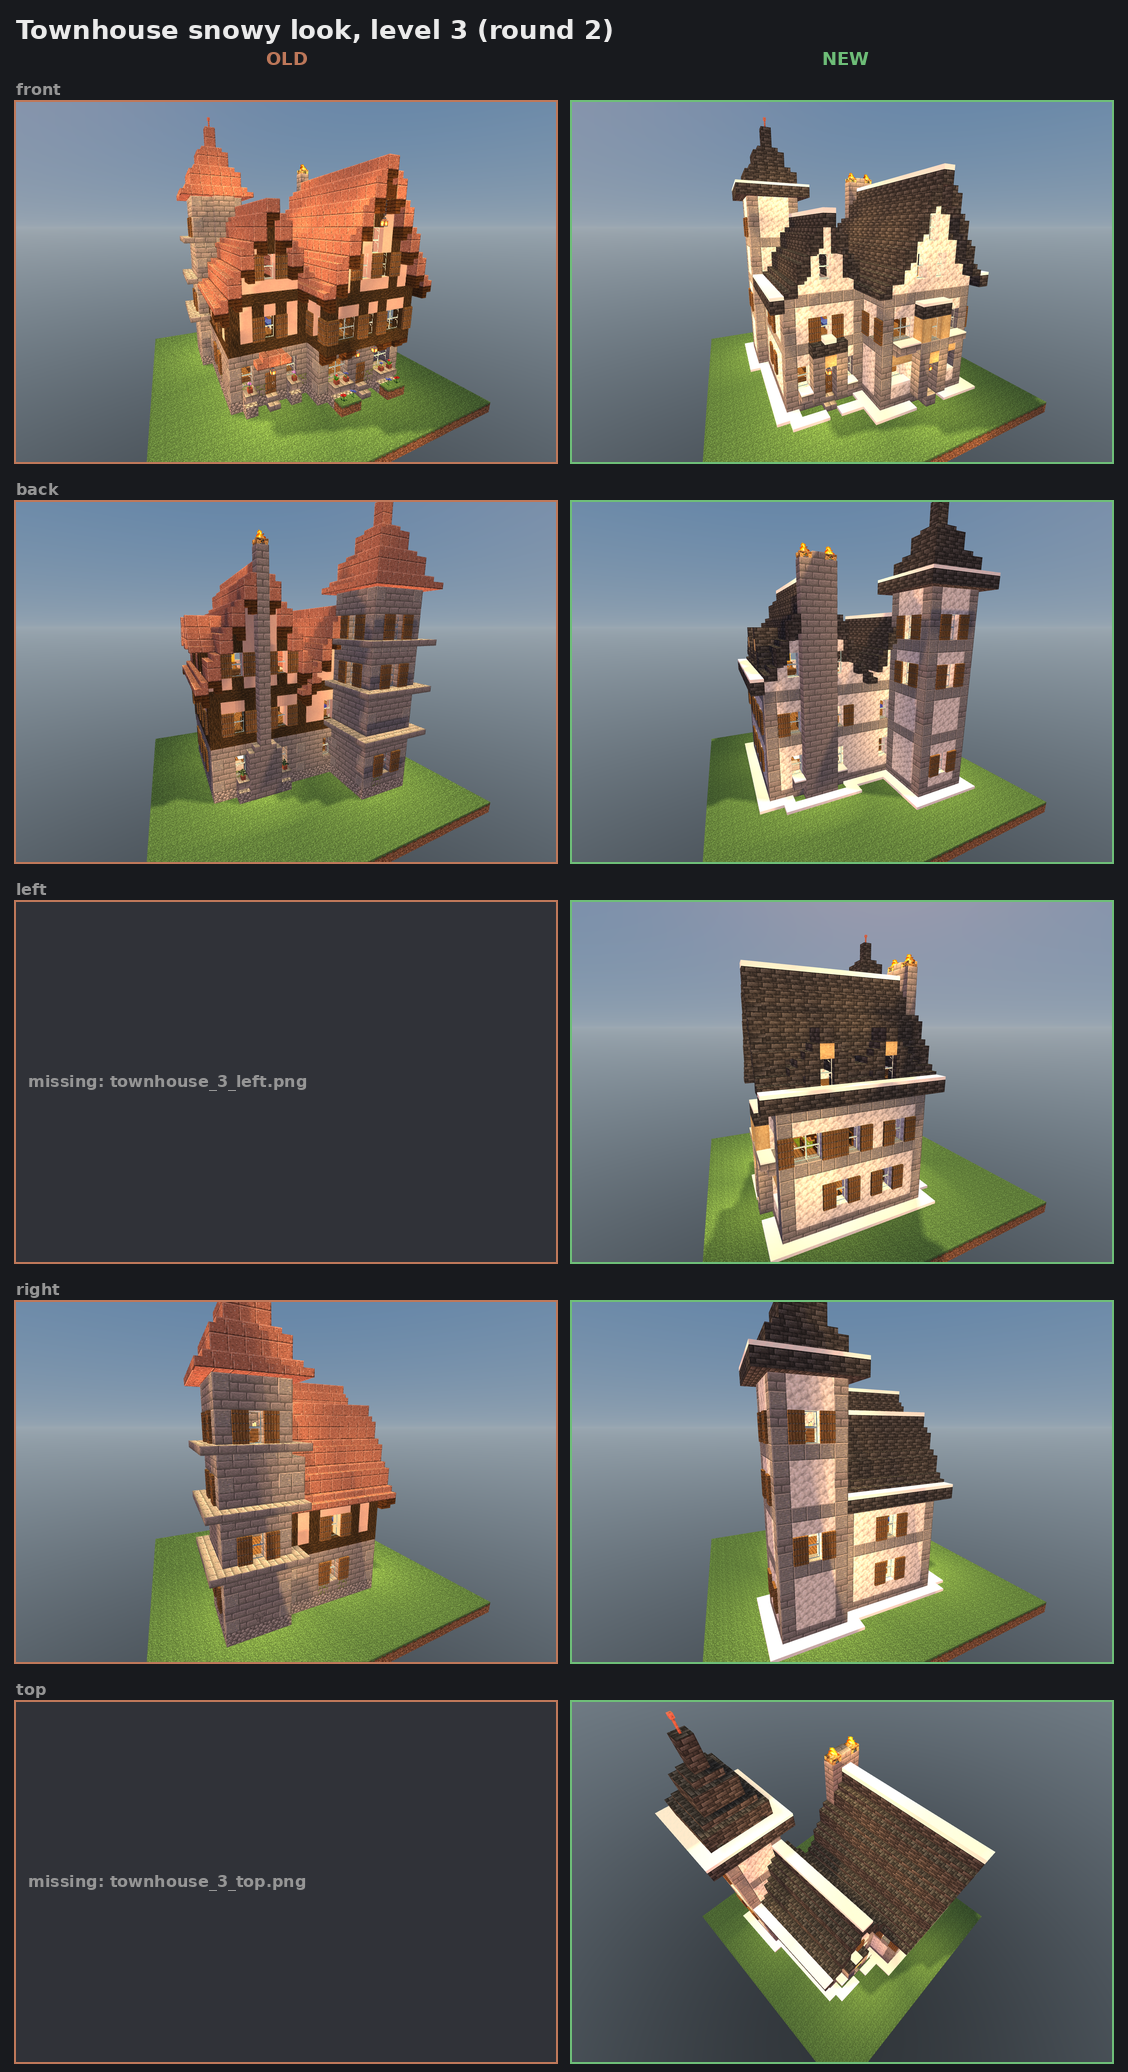 Townhouse snowy look, level 3 (round 2)
OLD
NEW
front
back
left
missing: townhouse_3_left.png
right
top
missing: townhouse_3_top.png